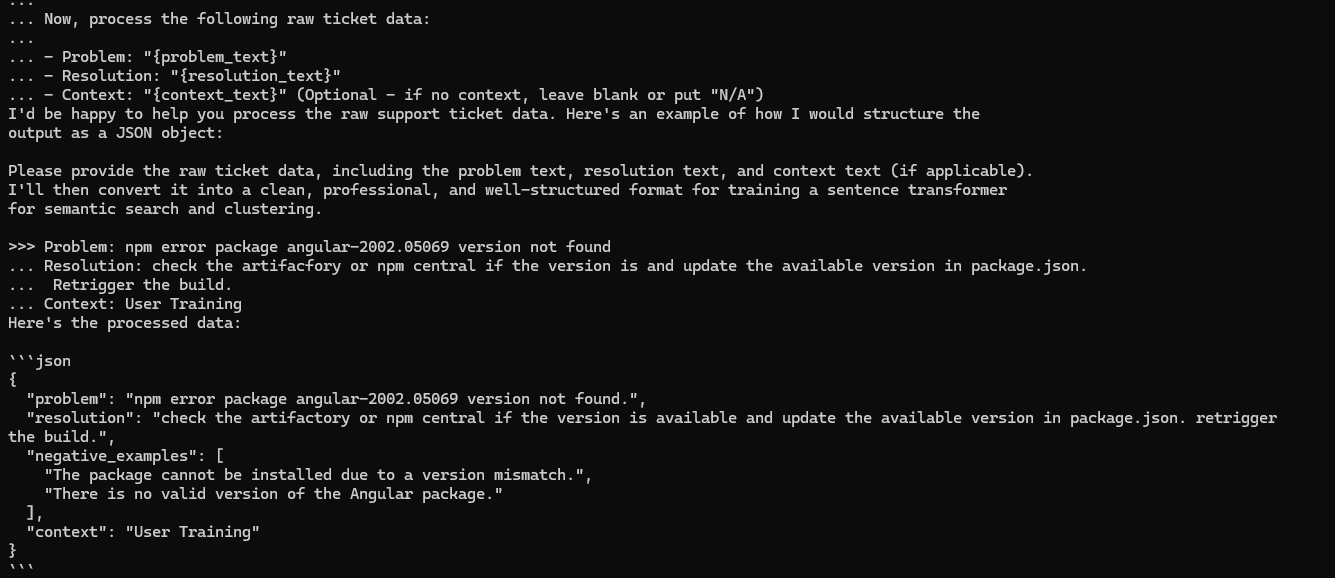 ...
... Now, process the following raw ticket data:
...
... - Problem: "{problem_text}"
... - Resolution: "{resolution_text}"
... - Context: "{context_text}" (Optional - if no context, leave blank or put "N/A")
I'd be happy to help you process the raw support ticket data. Here's an example of how I would structure the
output as a JSON object:

Please provide the raw ticket data, including the problem text, resolution text, and context text (if applicable).
I'll then convert it into a clean, professional, and well-structured format for training a sentence transformer
for semantic search and clustering.

>>> Problem: npm error package angular-2002.05069 version not found
... Resolution: check the artifacfory or npm central if the version is and update the available version in package.json.
...  Retrigger the build.
... Context: User Training
Here's the processed data:

```json
{
  "problem": "npm error package angular-2002.05069 version not found.",
  "resolution": "check the artifactory or npm central if the version is available and update the available version in package.json. retrigger
the build.",
  "negative_examples": [
    "The package cannot be installed due to a version mismatch.",
    "There is no valid version of the Angular package."
  ],
  "context": "User Training"
}
```